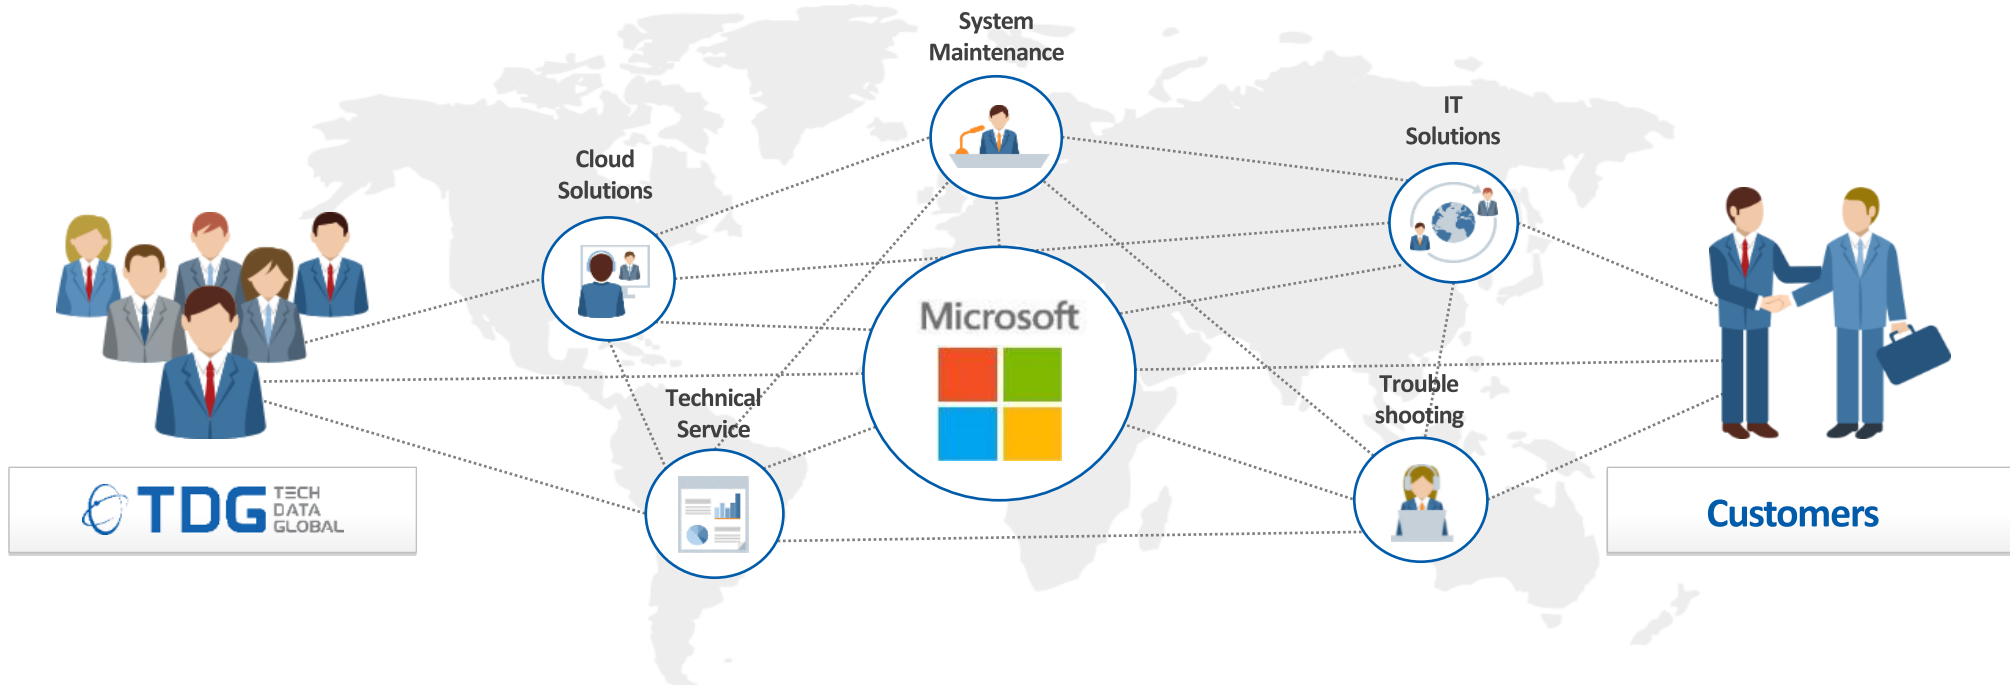 System
Maintenance
IT
Solutions
Cloud
Solutions
Microsoft
Technical
Service
Trouble
shooting
TDG
TECH
DATA
GLOBAL
Customers